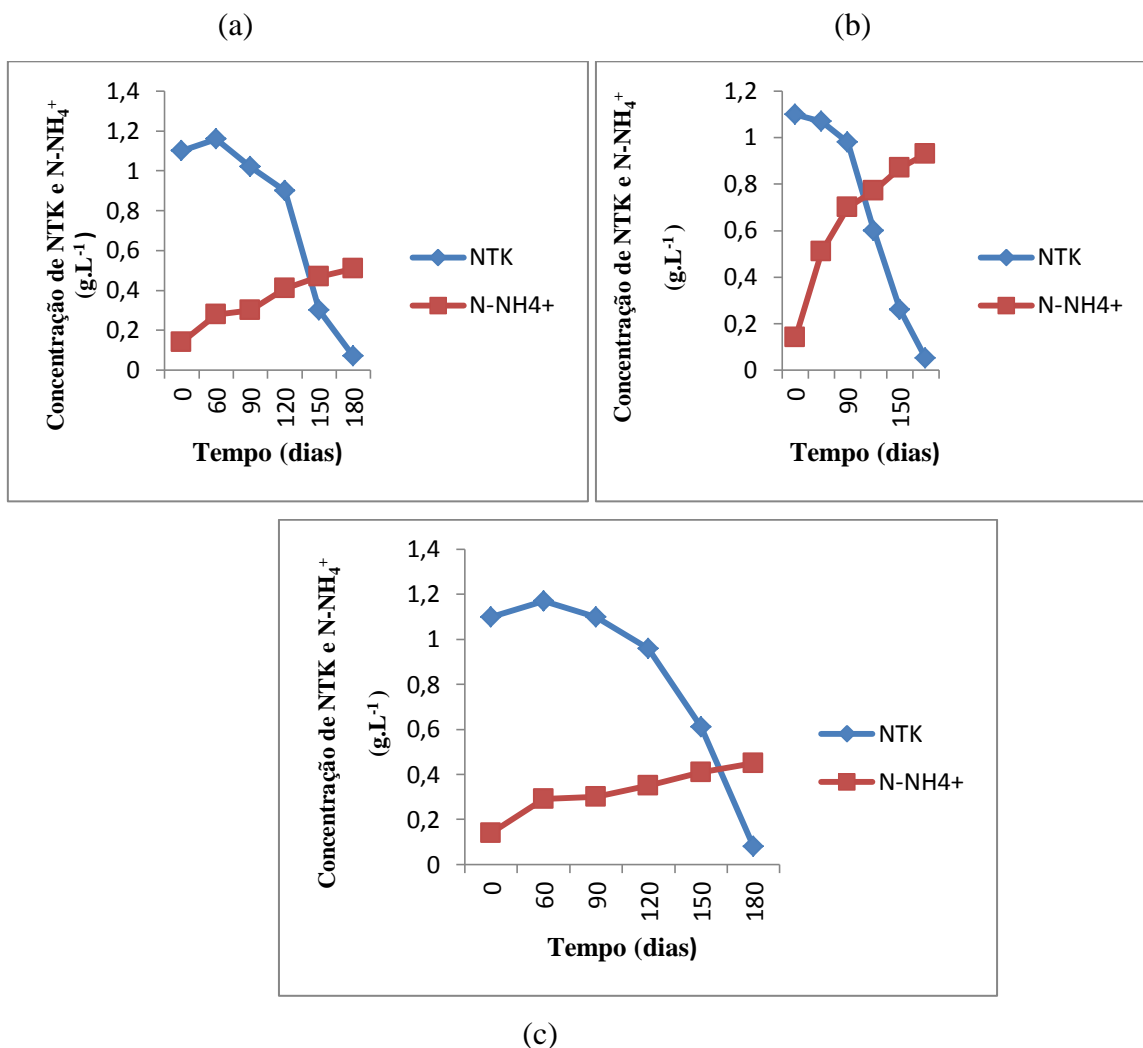 (a)
(b)
Concentração de NTK e N-NH₄⁺
(g.L⁻¹)
1,4
1,2
1
0,8
0,6
0,4
0,2
0
0
60
90
120
150
180
Tempo (dias)
NTK
N-NH4+
Concentração de NTK e N-NH₄⁺
(g.L⁻¹)
1,2
1
0,8
0,6
0,4
0,2
0
0
90
150
Tempo (dias)
NTK
N-NH4+
Concentração de NTK e N-NH₄⁺
(g.L⁻¹ )
1,4
1,2
1
0,8
0,6
0,4
0,2
0
0
60
90
120
150
180
Tempo (dias)
NTK
N-NH4+
(c)